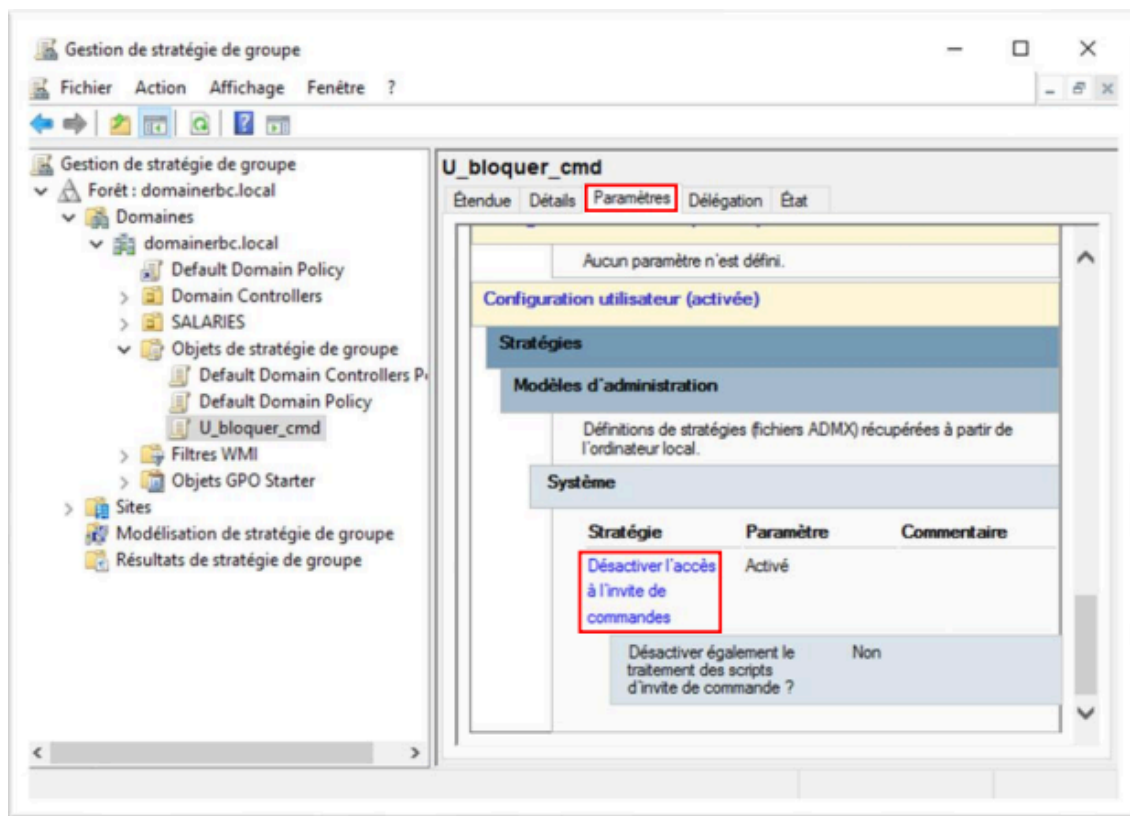 Gestion de stratégie de groupe
Fichier Action Affichage Fenêtre ?
Gestion de stratégie de groupe
Forêt : domainerbc.local
Domaines
domainerbc.local
Default Domain Policy
Domain Controllers
SALARIES
Objets de stratégie de groupe
Default Domain Controllers P
Default Domain Policy
U_bloquer_cmd
Filtres WMI
Objets GPO Starter
Sites
Modélisation de stratégie de groupe
Résultats de stratégie de groupe
U_bloquer_cmd
Étendue Détails Paramètres Délégation État
Aucun paramètre n'est défini.
Configuration utilisateur (activée)
Stratégies
Modèles d'administration
Définitions de stratégies (fichiers ADMX) récupérées à partir de
l'ordinateur local.
Système
Stratégie Paramètre Commentaire
Désactiver l'accès Activé
à l'invite de
commandes
Désactiver également le Non
traitement des scripts
d'invite de commande ?